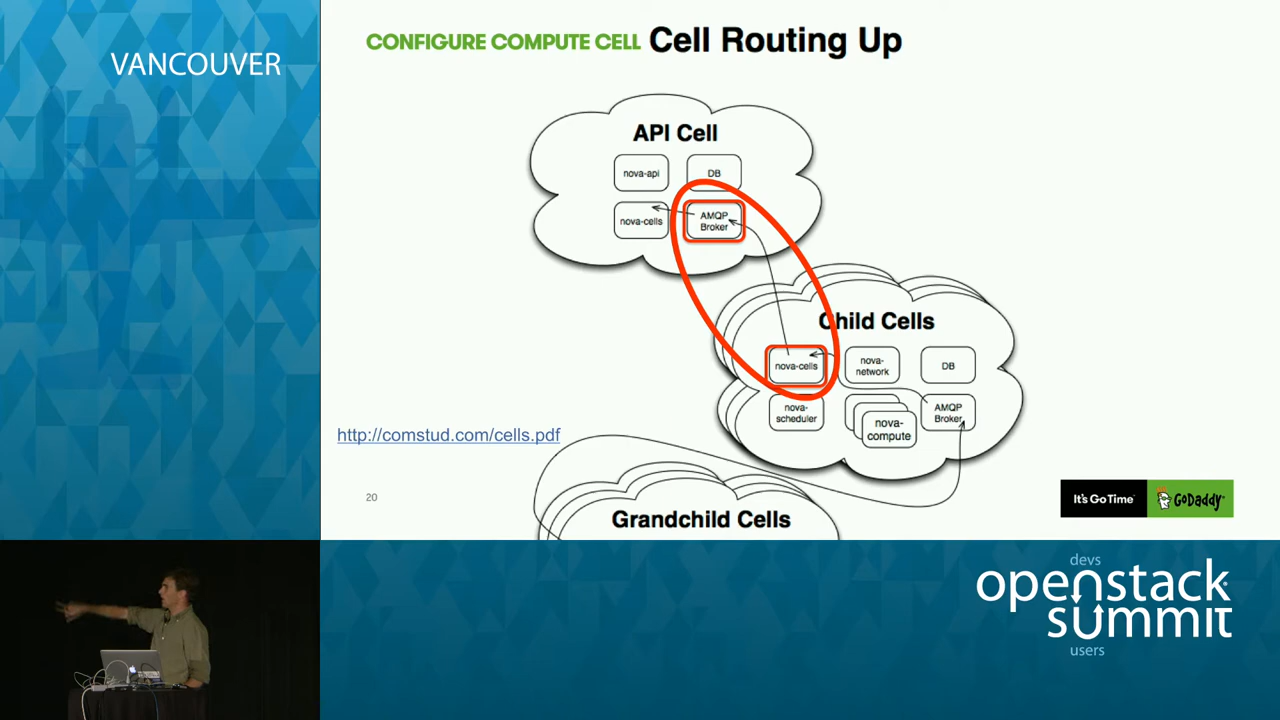 VANCOUVER
CONFIGURE COMPUTE CELL Cell Routing Up
API Cell
nova-api
DB
nova-cells
AMQP
Broker
Child Cells
nova-cells
nova-
network
DB
nova-
scheduler
nova-
compute
AMQP
Broker
http://comstud.com/cells.pdf
20
It's Go Time
GoDaddy
Grandchild Cells
devs
openstack
summit
users